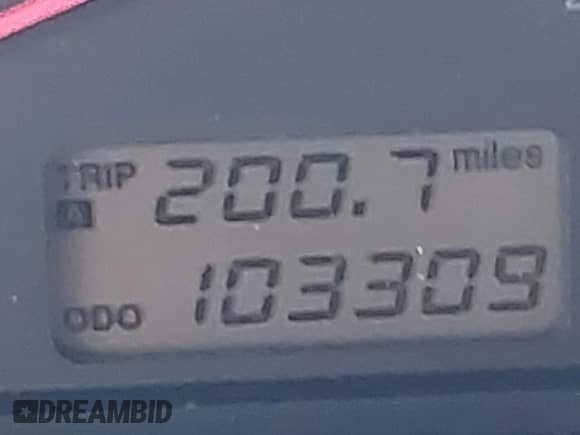 TRIP 200.7 miles
A
ODO 103309
DREAMBID